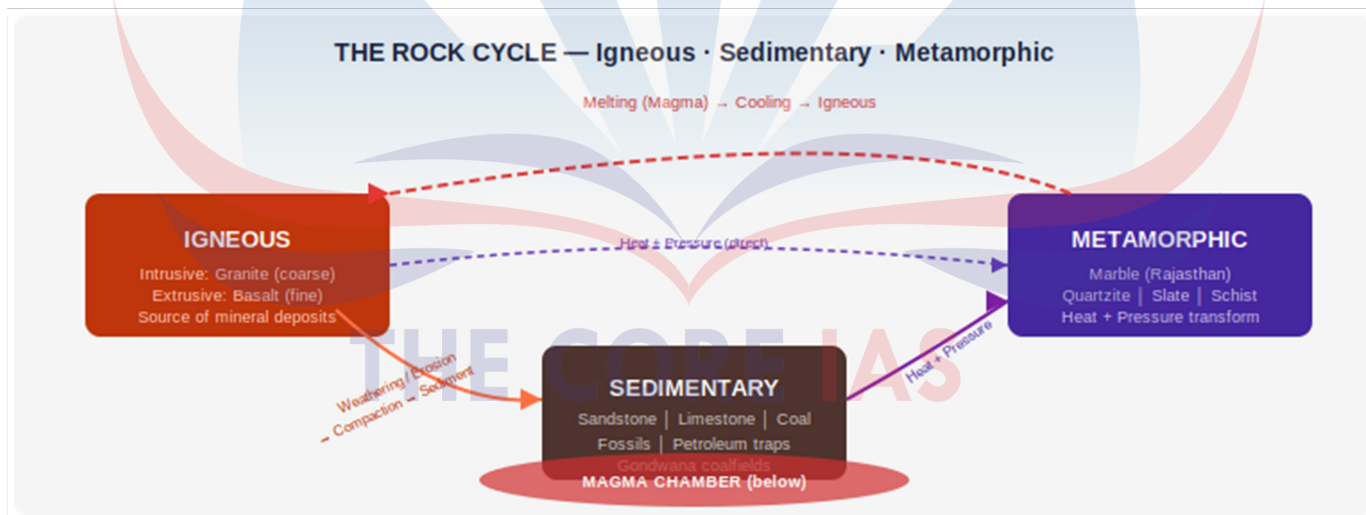 THE ROCK CYCLE — Igneous · Sedimentary · Metamorphic
Melting (Magma) → Cooling → Igneous
IGNEOUS
Intrusive: Granite (coarse)
Extrusive: Basalt (fine)
Source of mineral deposits
Heat + Pressure (direct)
METAMORPHIC
Marble (Rajasthan)
Quartzite | Slate | Schist
Heat + Pressure transform
Weathering / Erosion
→ Compaction → Sediment
Heat + Pressure
THE CORE IAS
SEDIMENTARY
Sandstone | Limestone | Coal
Fossils | Petroleum traps
Gondwana coalfields
MAGMA CHAMBER (below)